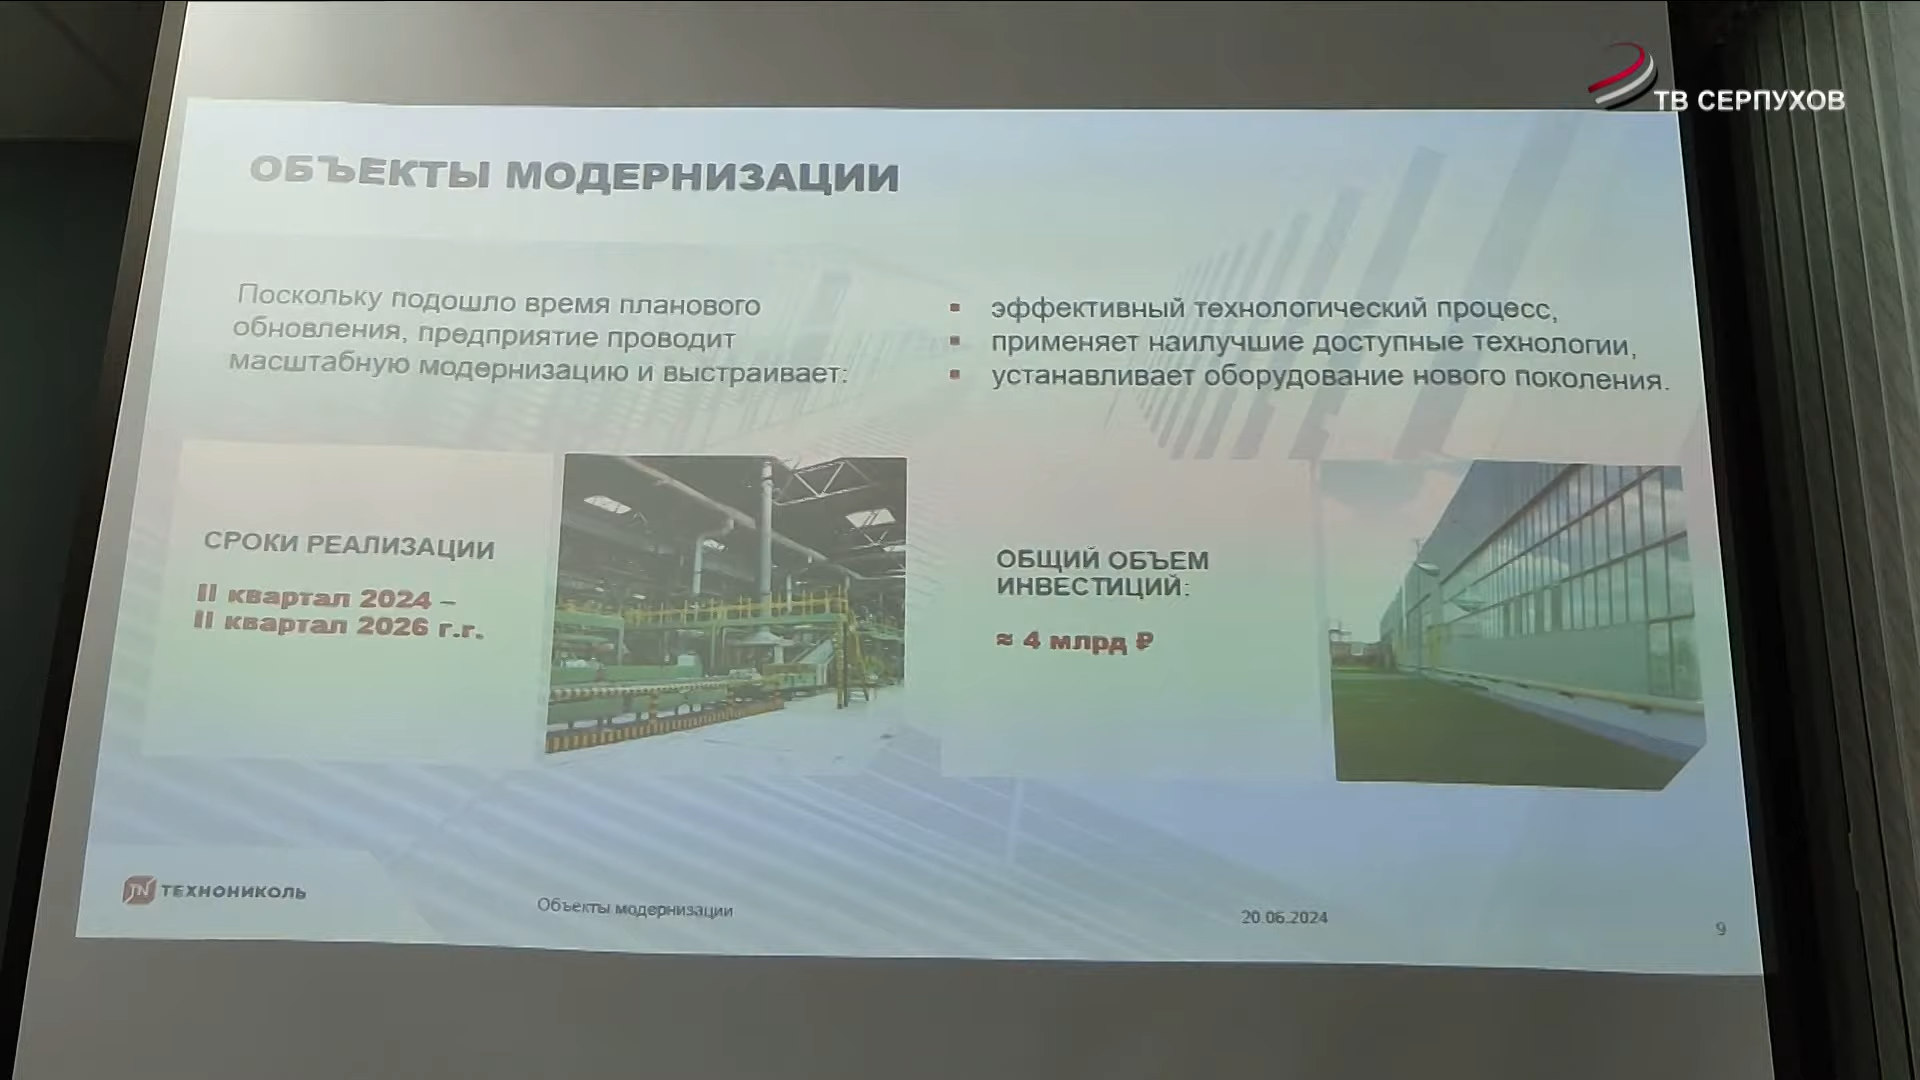 ТВ СЕРПУХОВ
ОБЪЕКТЫ МОДЕРНИЗАЦИИ
Поскольку подошло время планового
обновления, предприятие проводит
масштабную модернизацию и выстраивает:
эффективный технологический процесс,
применяет наилучшие доступные технологии,
устанавливает оборудование нового поколения.
СРОКИ РЕАЛИЗАЦИИ
II квартал 2024 –
II квартал 2026 г.г.
ОБЩИЙ ОБЪЕМ
ИНВЕСТИЦИЙ:
≈ 4 млрд ₽
TN ТЕХНОНИКОЛЬ
Объекты модернизации
20.06.2024
9